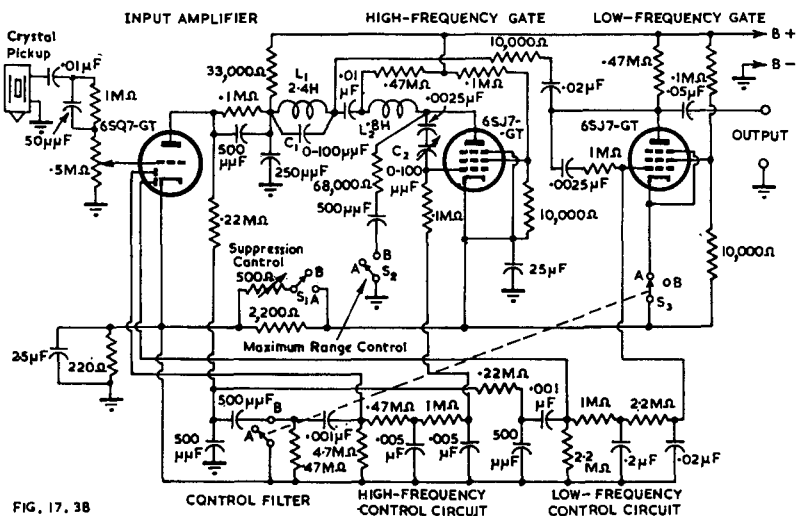 INPUT AMPLIFIER
HIGH-FREQUENCY GATE
LOW-FREQUENCY GATE
Crystal
Pickup
·01µF
1MΩ
50µµF
·5MΩ
6SQ7-GT
33,000Ω
·1MΩ
500
µµF
L₁
2·4H
C₁
0-100µµF
250µµF
·01
µF
L₂
·8H
·47MΩ
·1MΩ
·0025µF
C₂
0-100
µµF
6SJ7-
-GT
68,000Ω
500µµF
·1MΩ
10,000Ω
25µF
10,000Ω
·02µF
·47MΩ
·1MΩ
·05µF
B+
B-
6SJ7-GT
1MΩ
·0025µF
OUTPUT
10,000Ω
·22MΩ
Suppression
Control
500Ω
B
S₁
A
2,200Ω
A
B
S₂
Maximum Range Control
A
B
S₃
25µF
220Ω
500
µµF
500µµF
B
A
·001µF
4·7MΩ
·47MΩ
·47MΩ
1MΩ
·005
µF
·005
µF
·22MΩ
500
µµF
·001
µF
1MΩ
2·2MΩ
2·2
MΩ
·2µF
·02µF
FIG. 17. 3B
CONTROL FILTER
HIGH-FREQUENCY
CONTROL CIRCUIT
LOW-FREQUENCY
CONTROL CIRCUIT